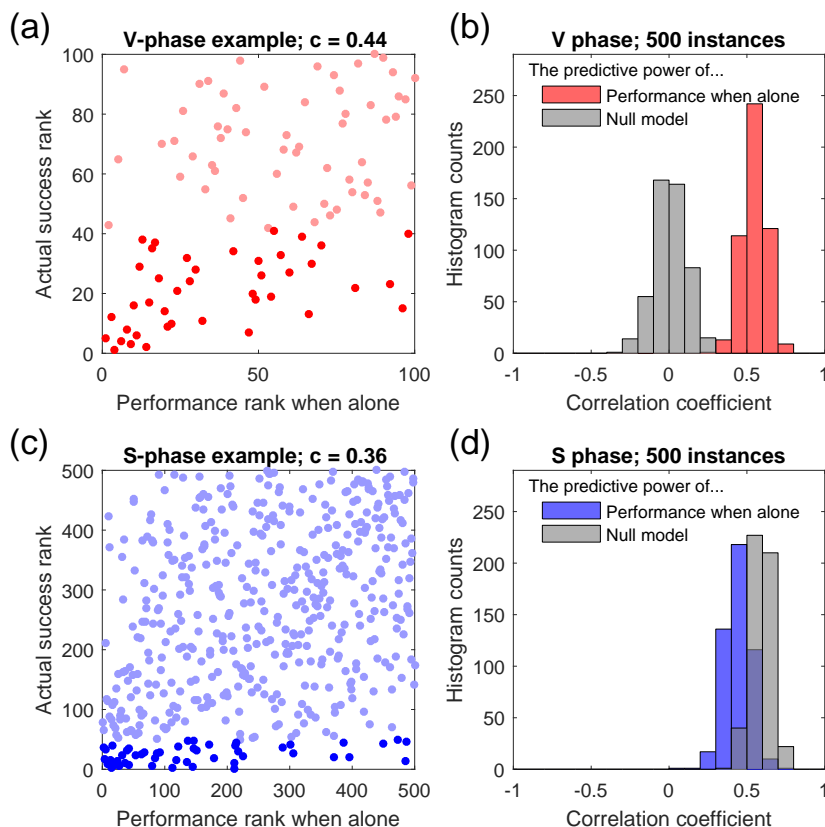 (a)
V-phase example; c = 0.44
100
80
60
40
20
0
0
50
100
Actual success rank
Performance rank when alone
(b)
V phase; 500 instances
The predictive power of...
Performance when alone
Null model
250
200
150
100
50
0
-1
-0.5
0
0.5
1
Histogram counts
Correlation coefficient
(c)
S-phase example; c = 0.36
500
400
300
200
100
0
0
100
200
300
400
500
Actual success rank
Performance rank when alone
(d)
S phase; 500 instances
The predictive power of...
Performance when alone
Null model
250
200
150
100
50
0
-1
-0.5
0
0.5
1
Histogram counts
Correlation coefficient